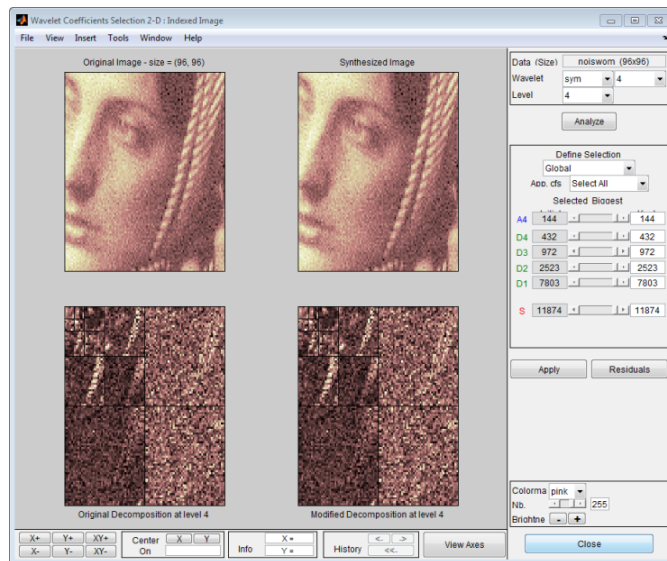 Wavelet Coefficients Selection 2-D : Indexed Image
File View Insert Tools Window Help
Original Image - size = (96, 96)
Synthesized Image
Original Decomposition at level 4
Modified Decomposition at level 4
Data (Size) noiswom (96x96)
Wavelet sym 4
Level 4
Analyze
Define Selection
Global
App. cfs Select All
Selected Biggest
A4 144 144
D4 432 432
D3 972 972
D2 2523 2523
D1 7803 7803
S 11874 11874
Apply Residuals
Colorma pink
Nb. 255
Brightne - +
Close
X+ Y+ XY+
X- Y- XY-
Center X Y
On
Info X =
Y =
History <- ->
<<-
View Axes